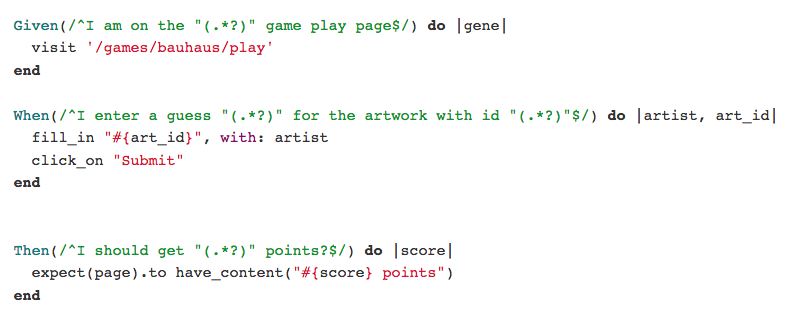 Given(/^I am on the "(.*?)" game play page$/) do |gene|
  visit '/games/bauhaus/play'
end
When(/^I enter a guess "(.*?)" for the artwork with id "(.*?)"$/) do |artist, art_id|
  fill_in "#{art_id}", with: artist
  click_on "Submit"
end
Then(/^I should get "(.*?)" points?$/) do |score|
  expect(page).to have_content("#{score} points")
end